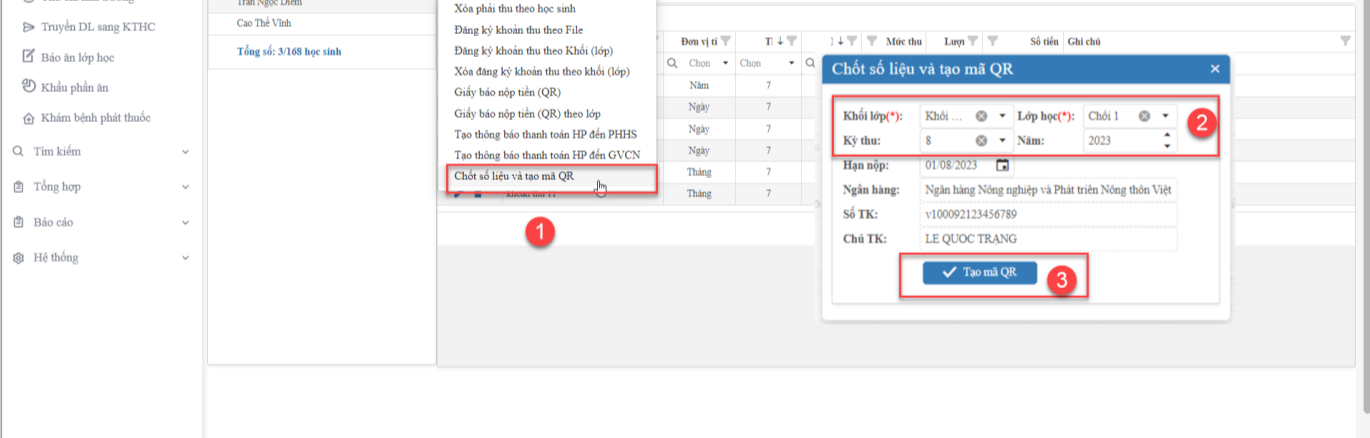 Truyền DL sang KTHC
Báo ăn lớp học
Khẩu phần ăn
Khám bệnh phát thuốc
Tìm kiếm
Tổng hợp
Báo cáo
Hệ thống
Trần Ngọc Diễm
Cao Thế Vĩnh
Tổng số: 3/168 học sinh
Xóa phải thu theo học sinh
Đăng ký khoản thu theo File
Đăng ký khoản thu theo Khối (lớp)
Xóa đăng ký khoản thu theo khối (lớp)
Giấy báo nộp tiền (QR)
Giấy báo nộp tiền (QR) theo lớp
Tạo thông báo thanh toán HP đến PHHS
Tạo thông báo thanh toán HP đến GVCN
Chốt số liệu và tạo mã QR
1
Đơn vị tí Mức thu Lượn Số tiền Ghi chú
Chọn Chọn
Năm 7
Ngày 7
Ngày 7
Ngày 7
Tháng 7
Tháng 7
Chốt số liệu và tạo mã QR
Khối lớp(*): Khối ... Lớp học(*): Chồi 1
Kỳ thu: 8 Năm: 2023
2
Hạn nộp: 01/08/2023
Ngân hàng: Ngân hàng Nông nghiệp và Phát triển Nông thôn Việt
Số TK: v100092123456789
Chủ TK: LE QUOC TRẠNG
Tạo mã QR
3